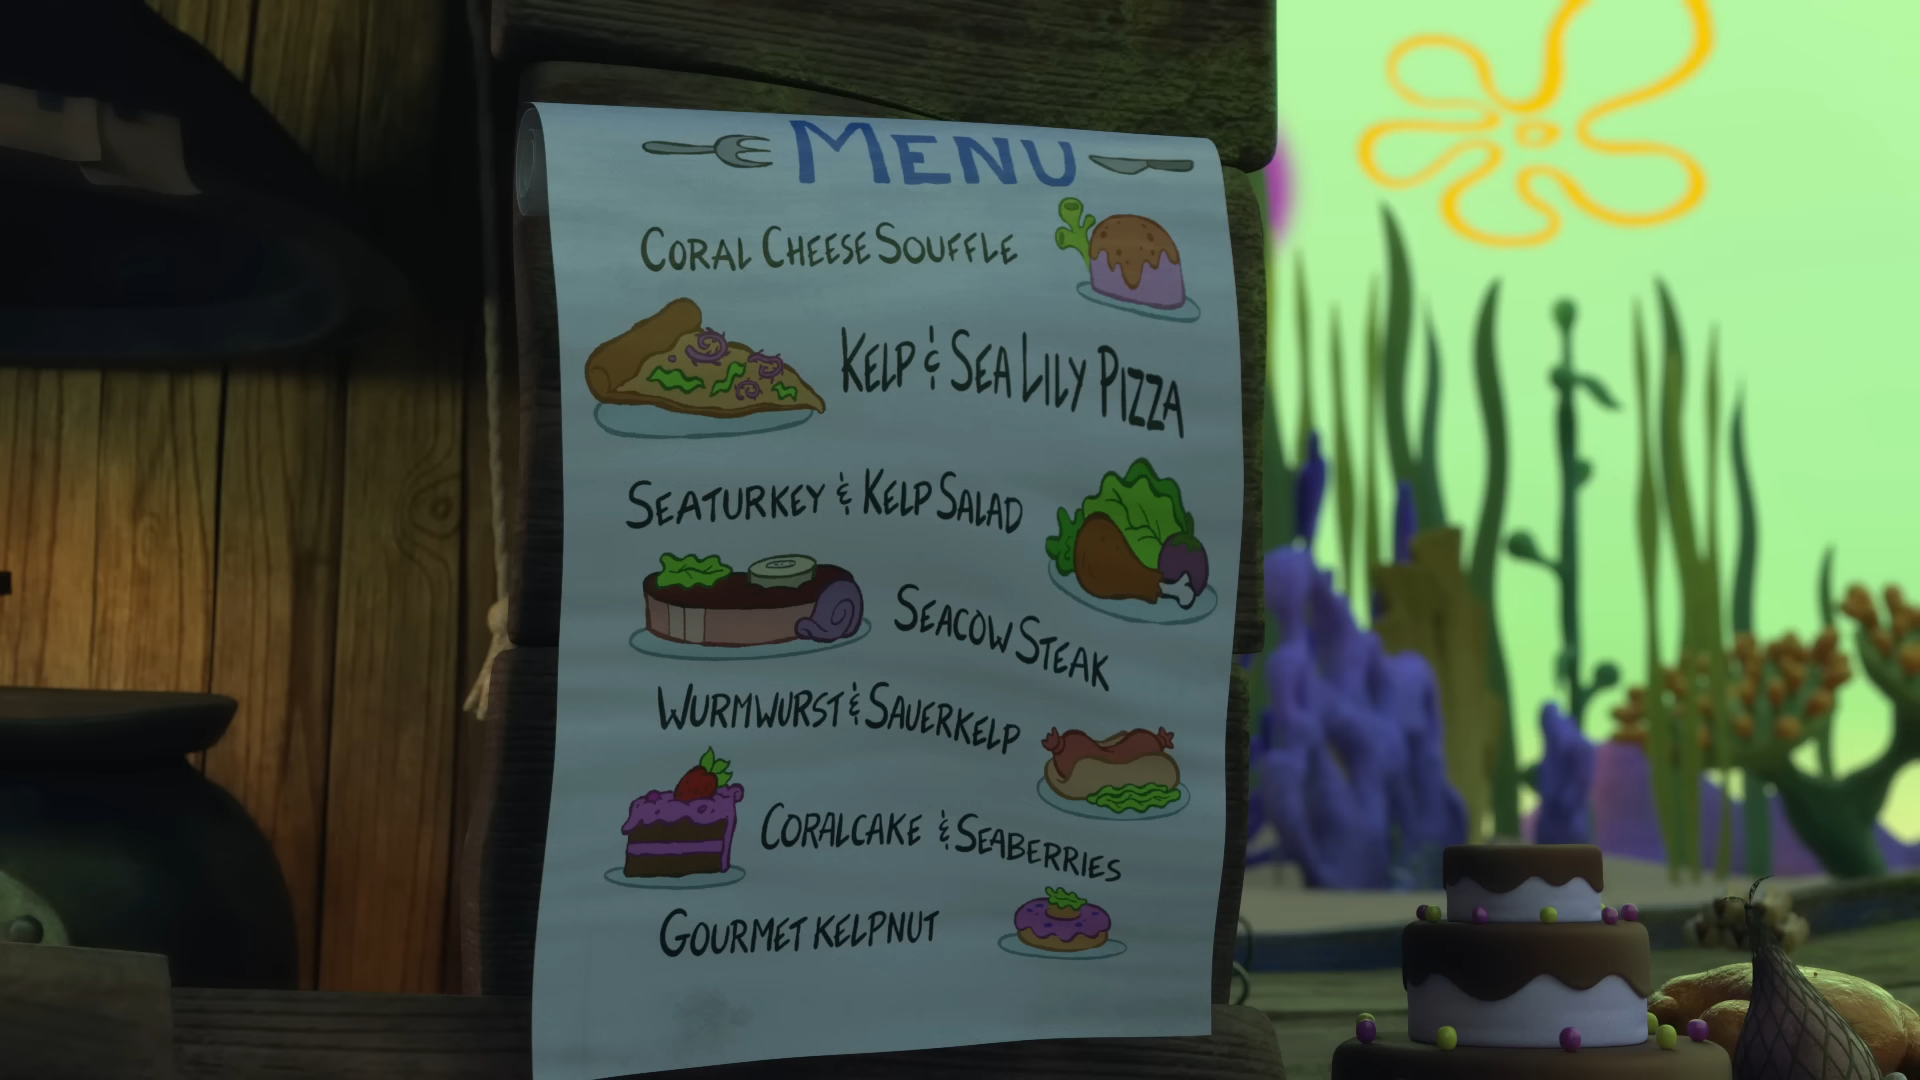 MENU
CORAL CHEESE SOUFFLE
KELP & SEA LILY PIZZA
SEATURKEY & KELP SALAD
SEACOW STEAK
WURMWURST & SAUERKELP
CORALCAKE & SEABERRIES
GOURMET KELPNUT